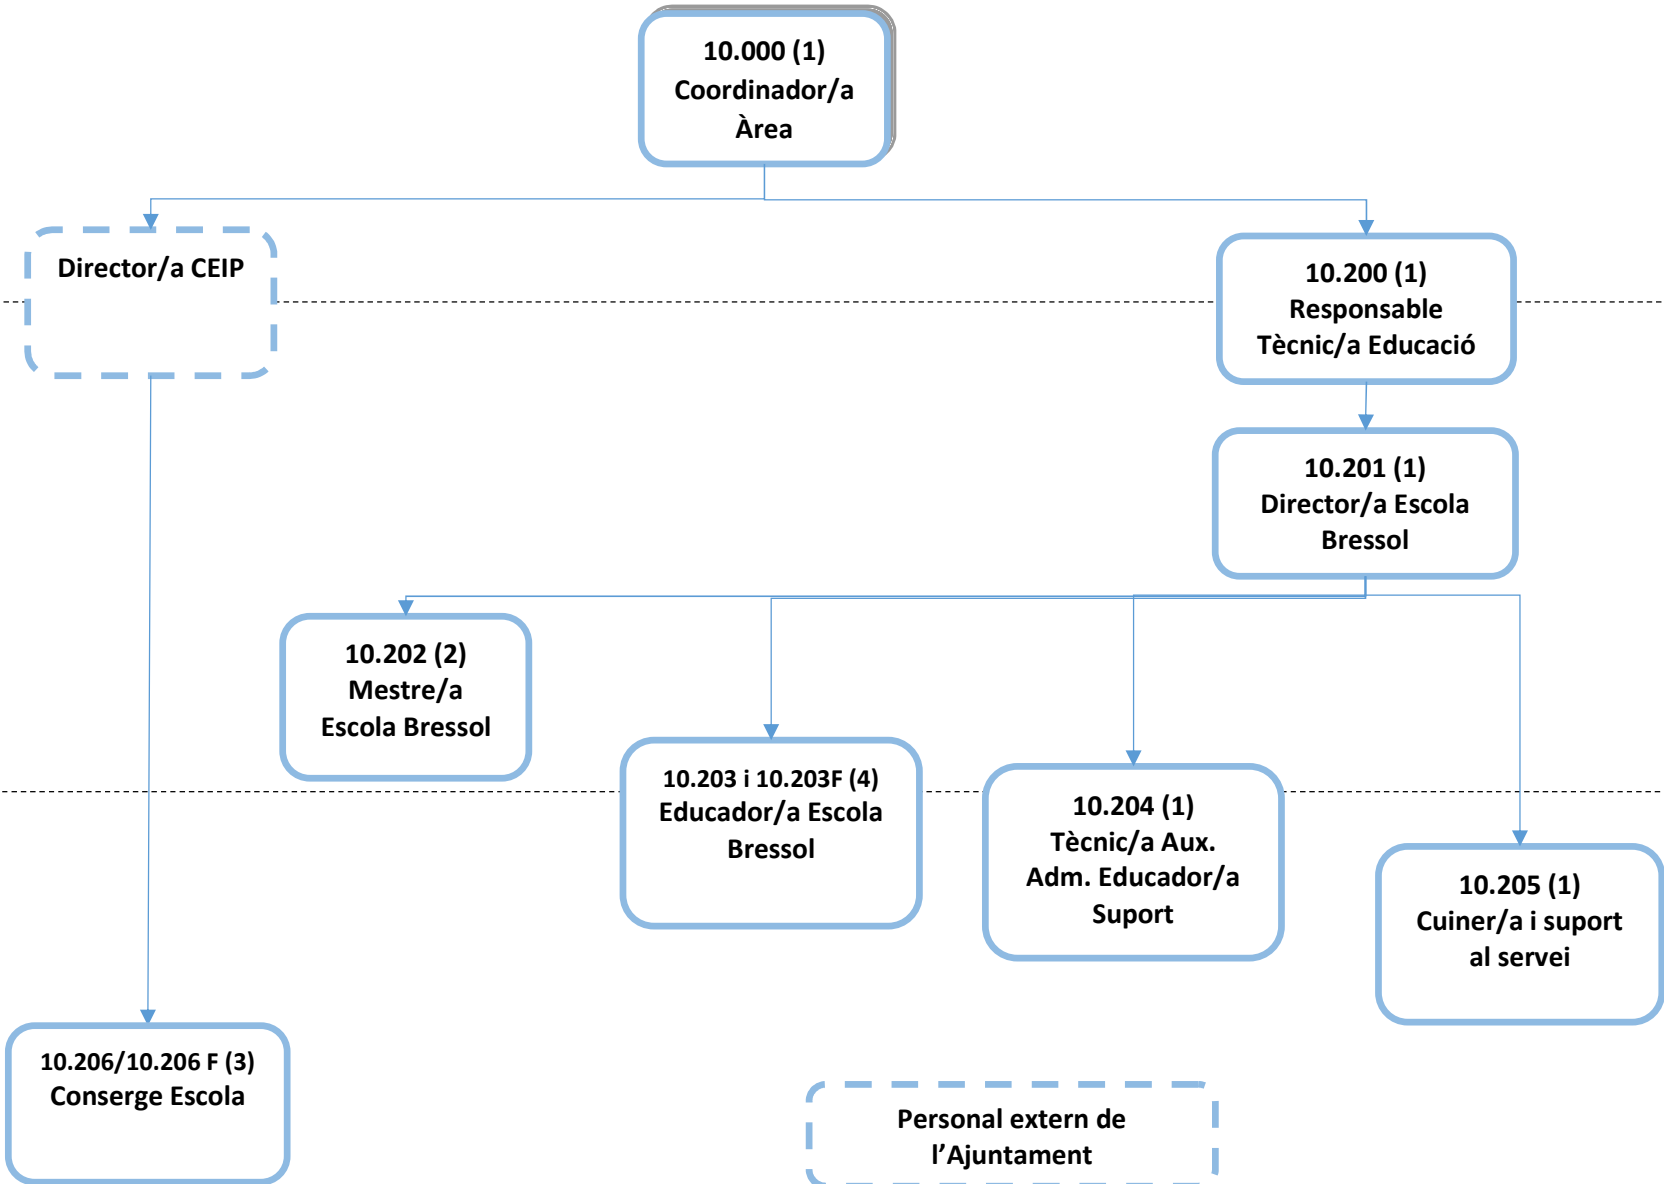 10.000 (1)
Coordinador/a
Àrea
Director/a CEIP
10.200 (1)
Responsable
Tècnic/a Educació
10.201 (1)
Director/a Escola
Bressol
10.202 (2)
Mestre/a
Escola Bressol
10.203 i 10.203F (4)
Educador/a Escola
Bressol
10.204 (1)
Tècnic/a Aux.
Adm. Educador/a
Suport
10.205 (1)
Cuiner/a i suport
al servei
10.206/10.206 F (3)
Conserge Escola
Personal extern de
l’Ajuntament